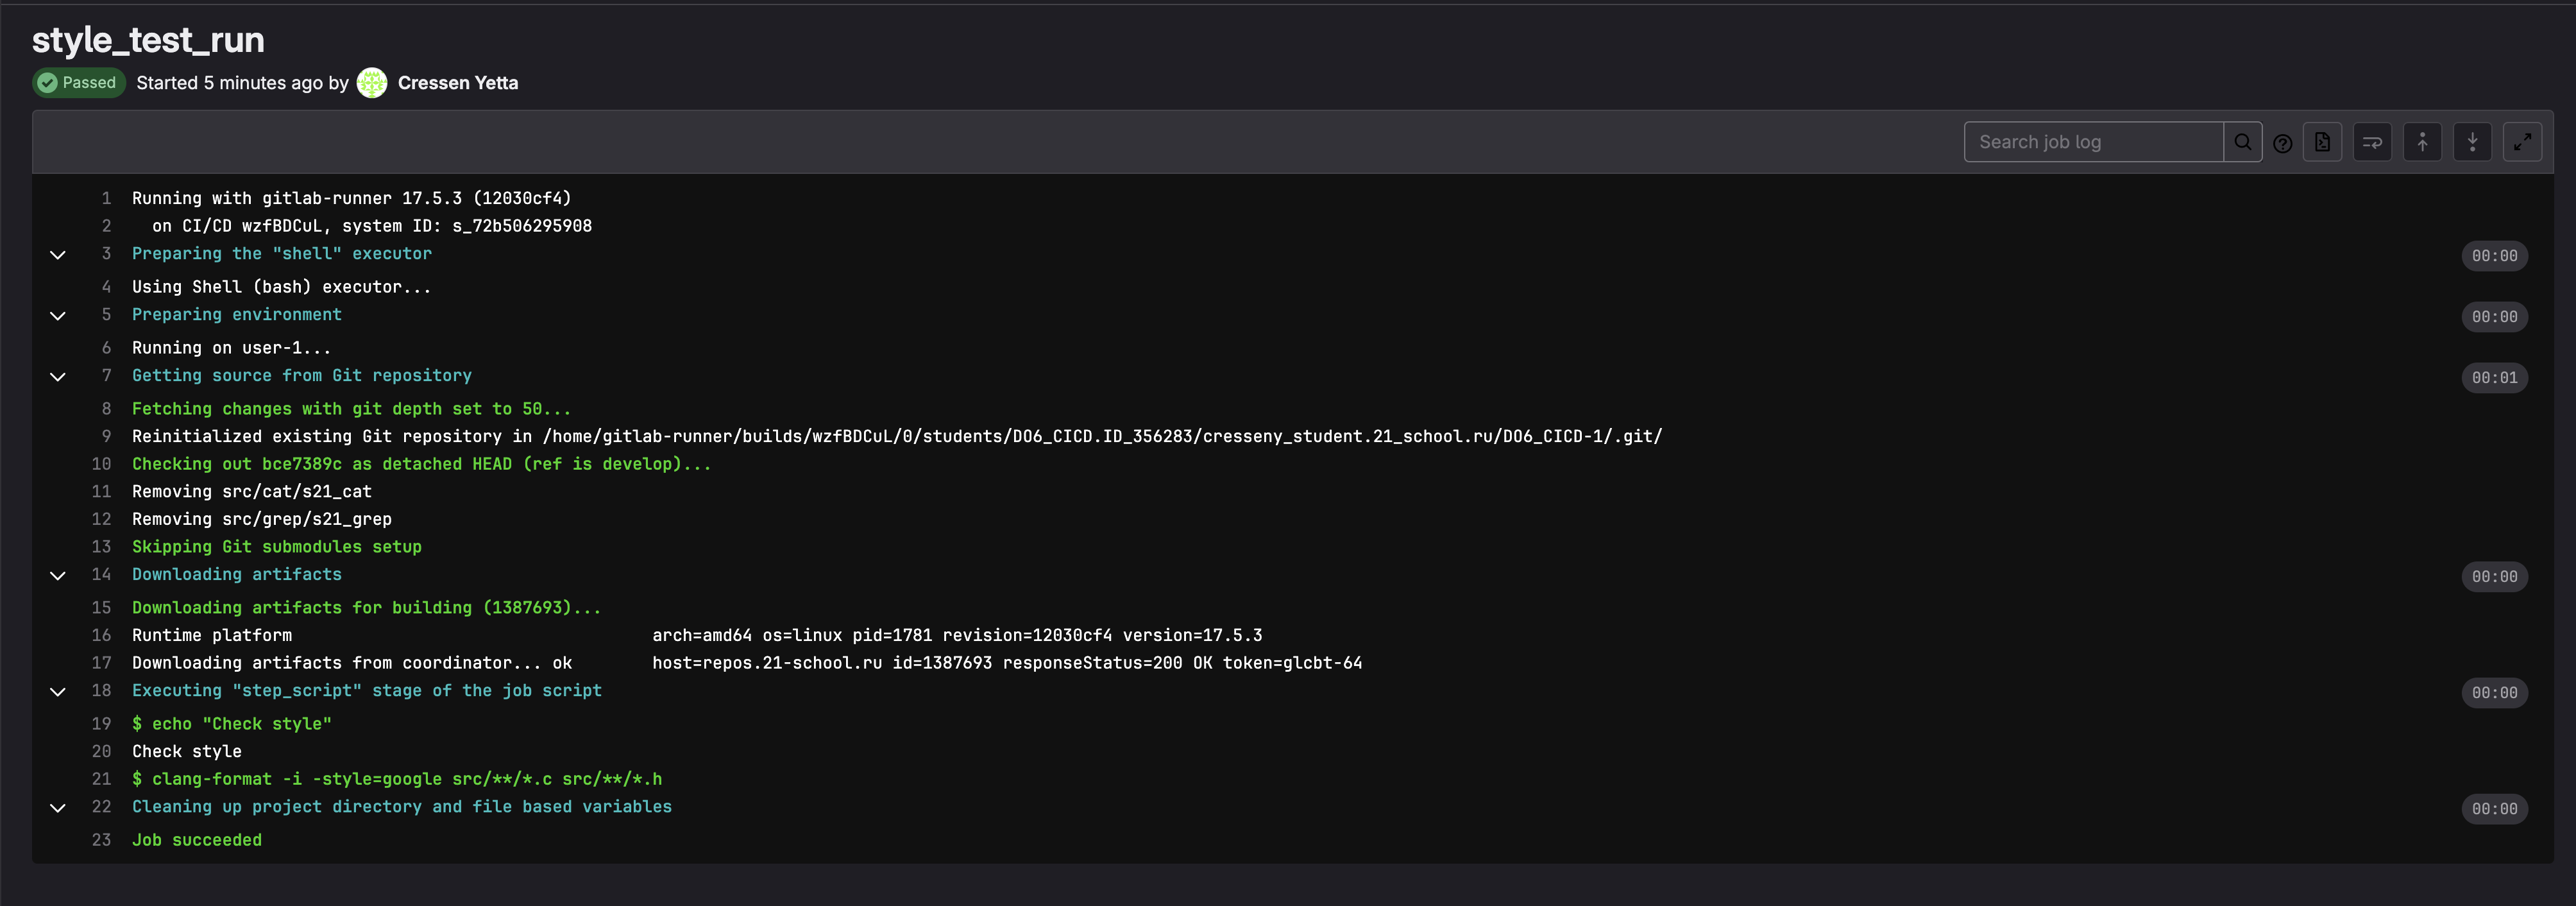 style_test_run
Passed Started 5 minutes ago by Cressen Yetta
Search job log
1 Running with gitlab-runner 17.5.3 (12030cf4)
2 on CI/CD wzfBDCuL, system ID: s_72b506295908
3 Preparing the "shell" executor 00:00
4 Using Shell (bash) executor...
5 Preparing environment 00:00
6 Running on user-1...
7 Getting source from Git repository 00:01
8 Fetching changes with git depth set to 50...
9 Reinitialized existing Git repository in /home/gitlab-runner/builds/wzfBDCuL/0/students/DO6_CICD.ID_356283/cresseny_student.21_school.ru/DO6_CICD-1/.git/
10 Checking out bce7389c as detached HEAD (ref is develop)...
11 Removing src/cat/s21_cat
12 Removing src/grep/s21_grep
13 Skipping Git submodules setup
14 Downloading artifacts 00:00
15 Downloading artifacts for building (1387693)...
16 Runtime platform arch=amd64 os=linux pid=1781 revision=12030cf4 version=17.5.3
17 Downloading artifacts from coordinator... ok host=repos.21-school.ru id=1387693 responseStatus=200 OK token=glcbt-64
18 Executing "step_script" stage of the job script 00:00
19 $ echo "Check style"
20 Check style
21 $ clang-format -i -style=google src/**/*.c src/**/*.h
22 Cleaning up project directory and file based variables 00:00
23 Job succeeded